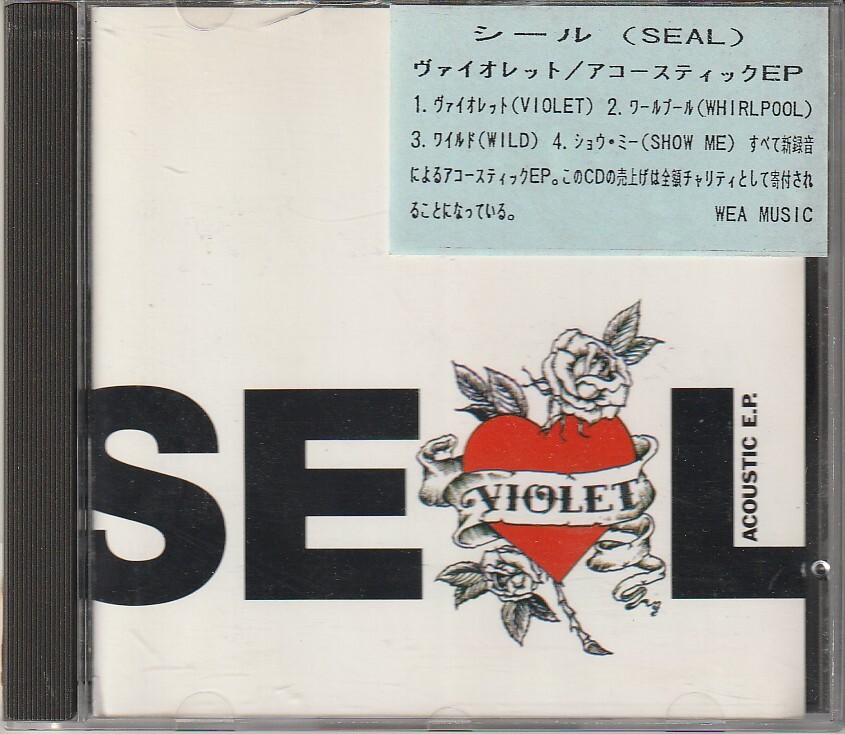 シール (SEAL)
ヴァイオレット／アコースティックEP
1. ヴァイオレット(VIOLET) 2. ワールプール(WHIRLPOOL)
3. ワイルド(WILD) 4. ショウ・ミー(SHOW ME) すべて新録音
によるアコースティックEP。このCDの売上げは全額チャリティとして寄付され
ることになっている。 WEA MUSIC
SE L
VIOLET
ACOUSTIC E.P.